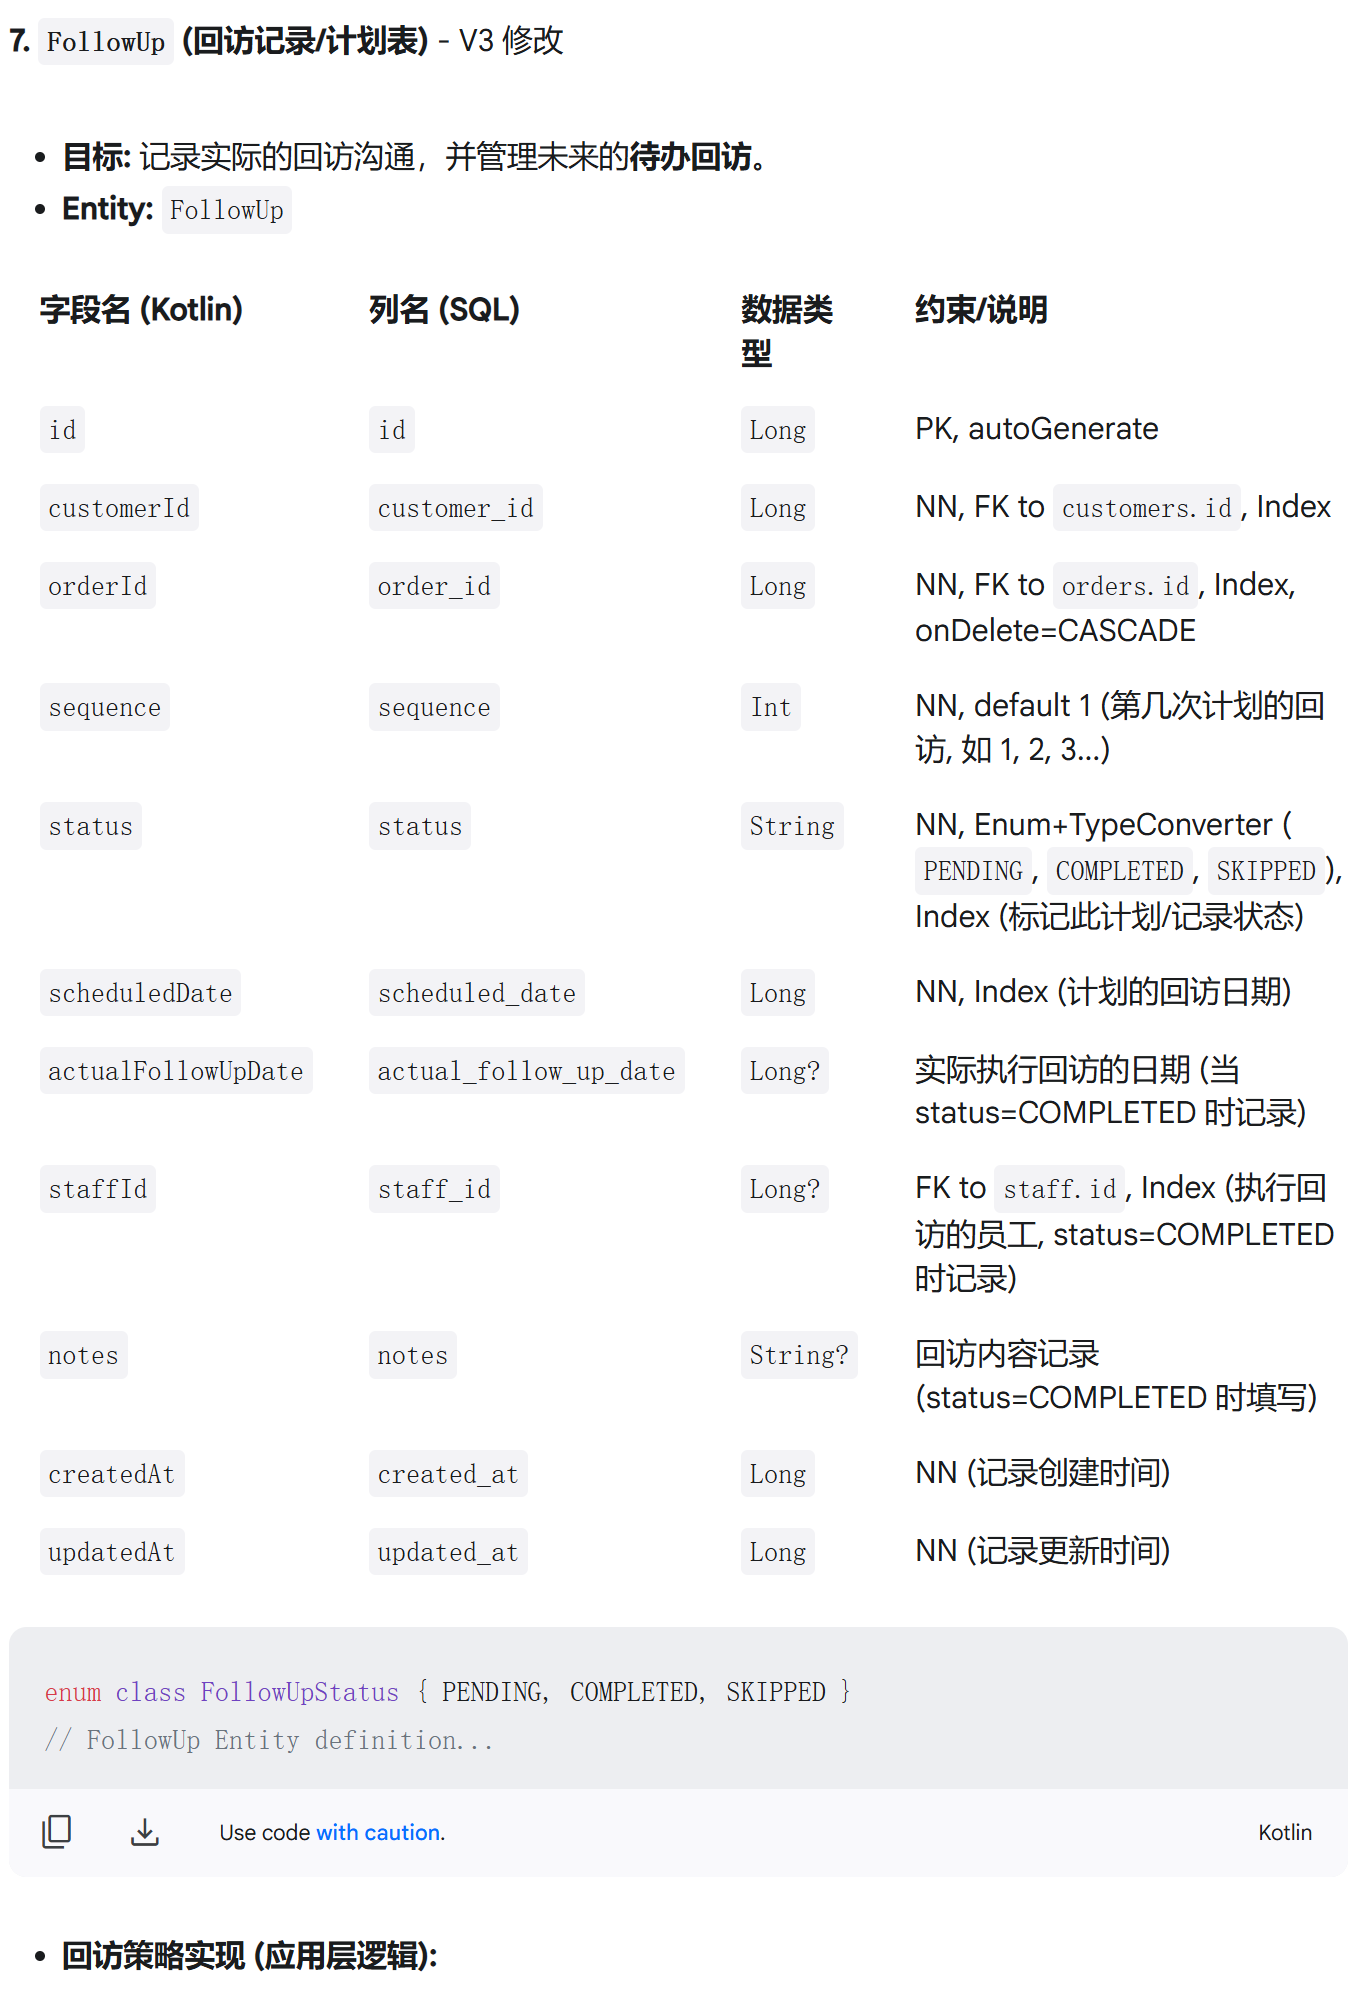 7. FollowUp (回访记录/计划表) - V3 修改
• 目标: 记录实际的回访沟通，并管理未来的待办回访。
• Entity: FollowUp
字段名 (Kotlin) 列名 (SQL) 数据类型 约束/说明
id id Long PK, autoGenerate
customerId customer_id Long NN, FK to customers.id, Index
orderId order_id Long NN, FK to orders.id, Index,
onDelete=CASCADE
sequence sequence Int NN, default 1 (第几次计划的回
访, 如 1, 2, 3...)
status status String NN, Enum+TypeConverter (
PENDING, COMPLETED, SKIPPED),
Index (标记此计划/记录状态)
scheduledDate scheduled_date Long NN, Index (计划的回访日期)
actualFollowUpDate actual_follow_up_date Long? 实际执行回访的日期 (当
status=COMPLETED 时记录)
staffId staff_id Long? FK to staff.id, Index (执行回
访的员工, status=COMPLETED
时记录)
notes notes String? 回访内容记录
(status=COMPLETED 时填写)
createdAt created_at Long NN (记录创建时间)
updatedAt updated_at Long NN (记录更新时间)
enum class FollowUpStatus { PENDING, COMPLETED, SKIPPED }
// FollowUp Entity definition...
Use code with caution. Kotlin
• 回访策略实现 (应用层逻辑):